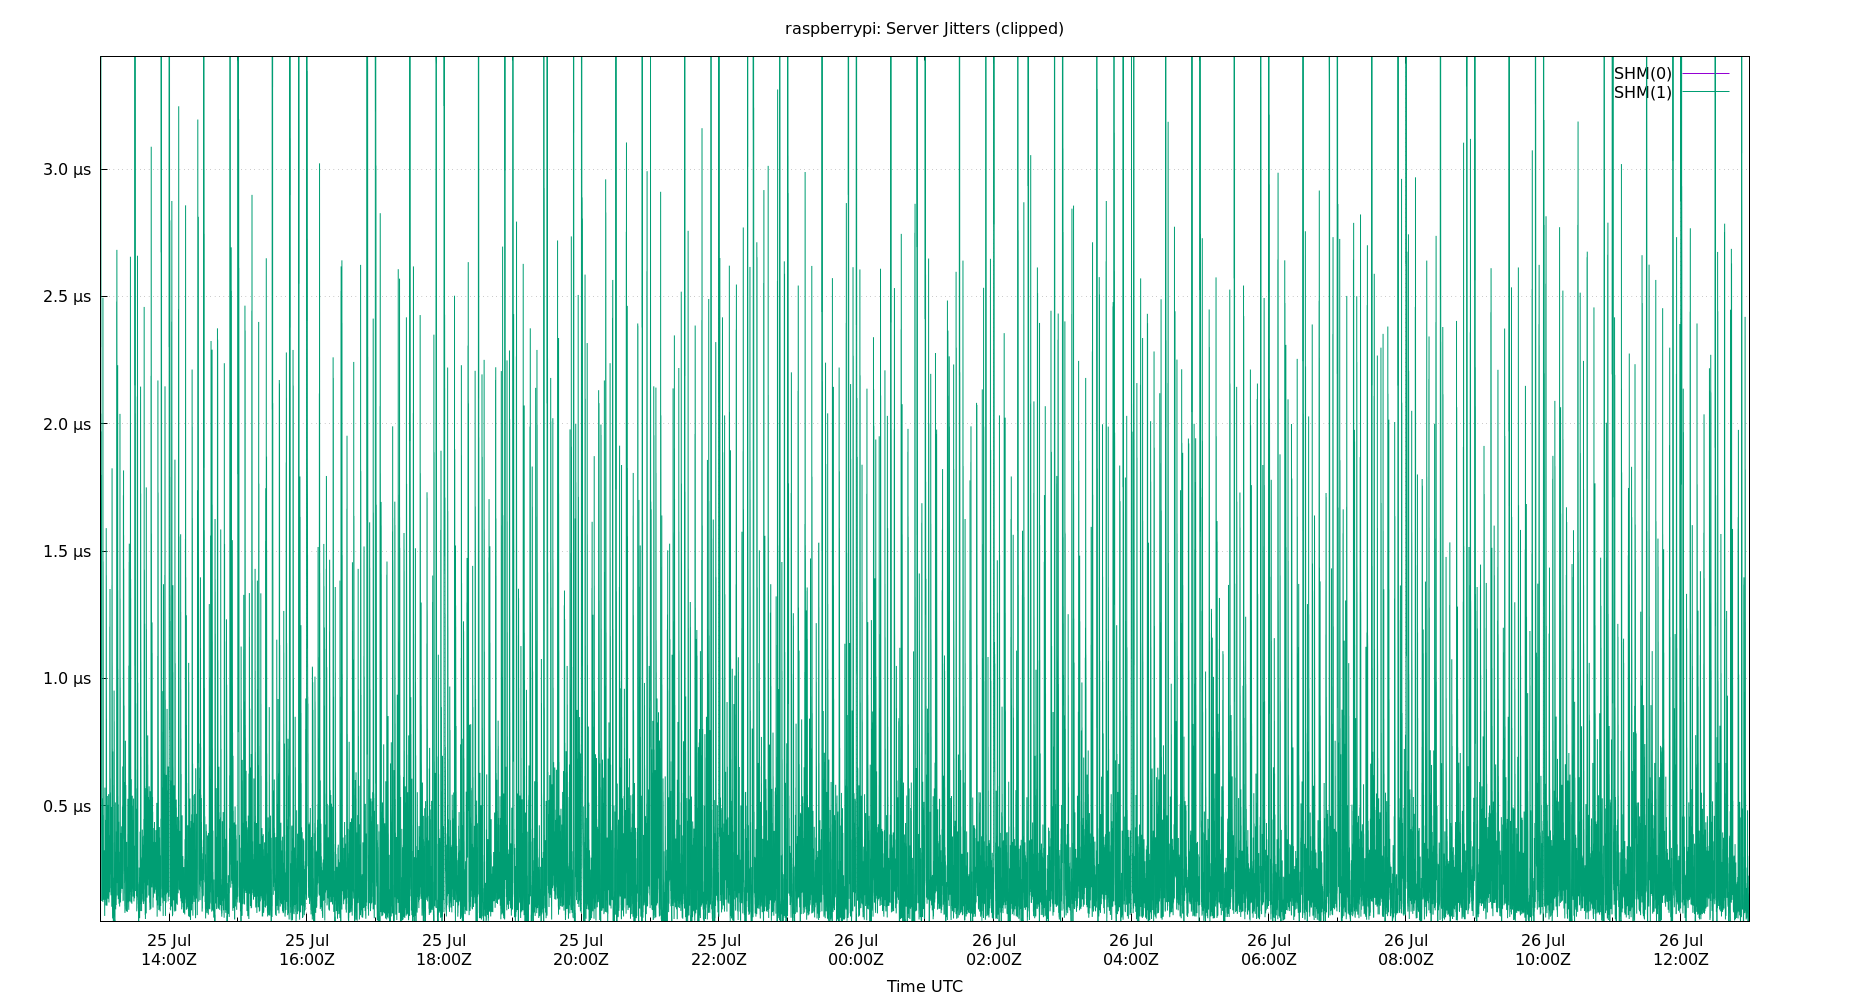 raspberrypi: Server Jitters (clipped)
SHM(0)
SHM(1)
3.0 µs
2.5 µs
2.0 µs
1.5 µs
1.0 µs
0.5 µs
25 Jul 25 Jul 25 Jul 25 Jul 25 Jul 26 Jul 26 Jul 26 Jul 26 Jul 26 Jul 26 Jul 26 Jul
14:00Z 16:00Z 18:00Z 20:00Z 22:00Z 00:00Z 02:00Z 04:00Z 06:00Z 08:00Z 10:00Z 12:00Z
Time UTC